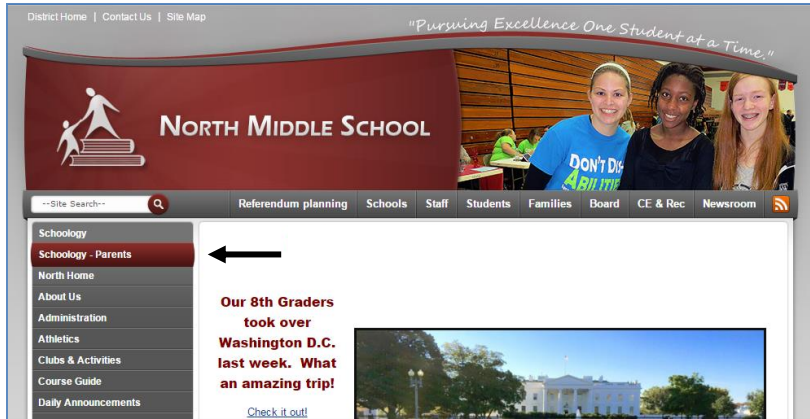 District Home | Contact Us | Site Map
"Pursuing Excellence One Student at a Time."
NORTH MIDDLE SCHOOL
DON'T DIS-
ABILITIES
--Site Search--
Referendum planning Schools Staff Students Families Board CE & Rec Newsroom
Schoology
Schoology - Parents
North Home
About Us
Administration
Athletics
Clubs & Activities
Course Guide
Daily Announcements
Our 8th Graders
took over
Washington D.C.
last week. What
an amazing trip!
Check it out!